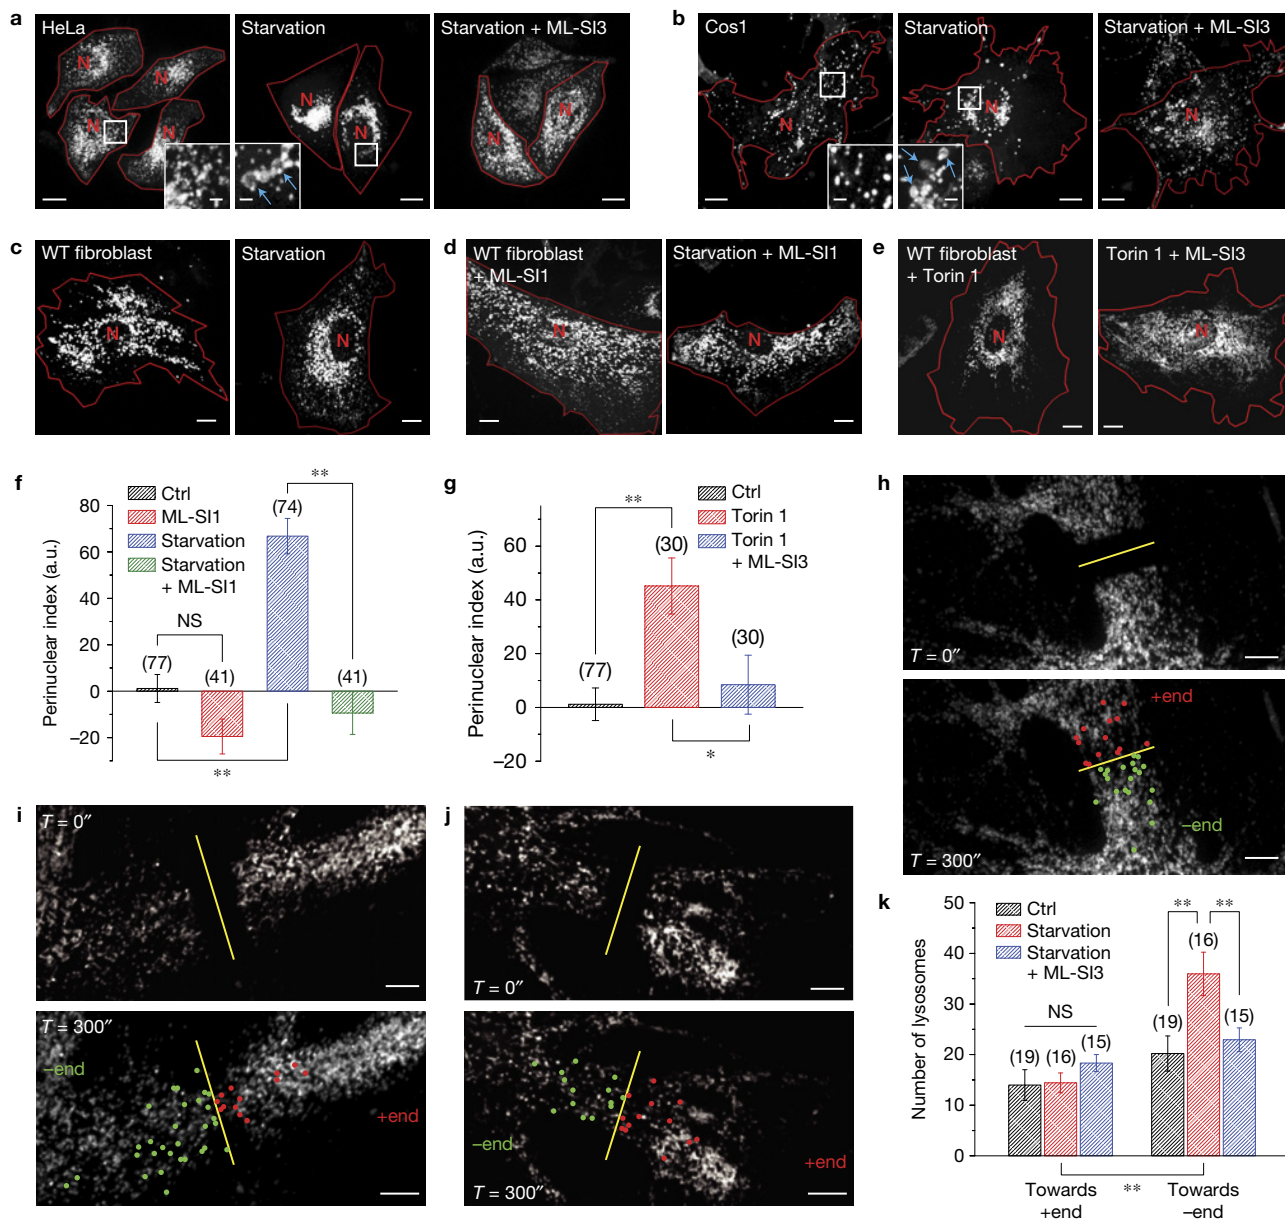 a
HeLa
N
N
N
N
Starvation
N
N
Starvation + ML-SI3
N
N
b
Cos1
N
Starvation
N
Starvation + ML-SI3
N
c
WT fibroblast
N
Starvation
N
d
WT fibroblast
+ ML-SI1
N
Starvation + ML-SI1
N
e
WT fibroblast
+ Torin 1
N
Torin 1 + ML-SI3
N
f
Perinuclear index (a.u.)
80
60
40
20
0
−20
Ctrl
ML-SI1
Starvation
Starvation
+ ML-SI1
NS
**
**
(77)
(41)
(74)
(41)
g
Perinuclear index (a.u.)
60
40
20
0
−20
Ctrl
Torin 1
Torin 1
+ ML-SI3
**
*
(77)
(30)
(30)
h
T = 0″
+end
−end
T = 300″
i
T = 0″
T = 300″
−end
+end
j
T = 0″
−end
+end
T = 300″
k
Number of lysosomes
50
40
30
20
10
0
Ctrl
Starvation
Starvation
+ ML-SI3
NS
**
**
(19)
(16)
(15)
(19)
(16)
(15)
Towards
+end
**
Towards
−end